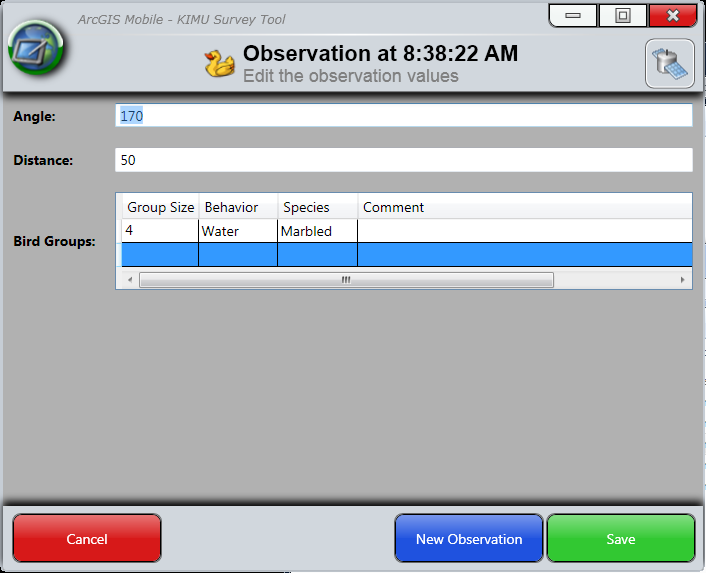 ArcGIS Mobile - KIMU Survey Tool
Observation at 8:38:22 AM
Edit the observation values
Angle: 170
Distance: 50
Bird Groups:
Group Size Behavior Species Comment
4 Water Marbled
Cancel New Observation Save